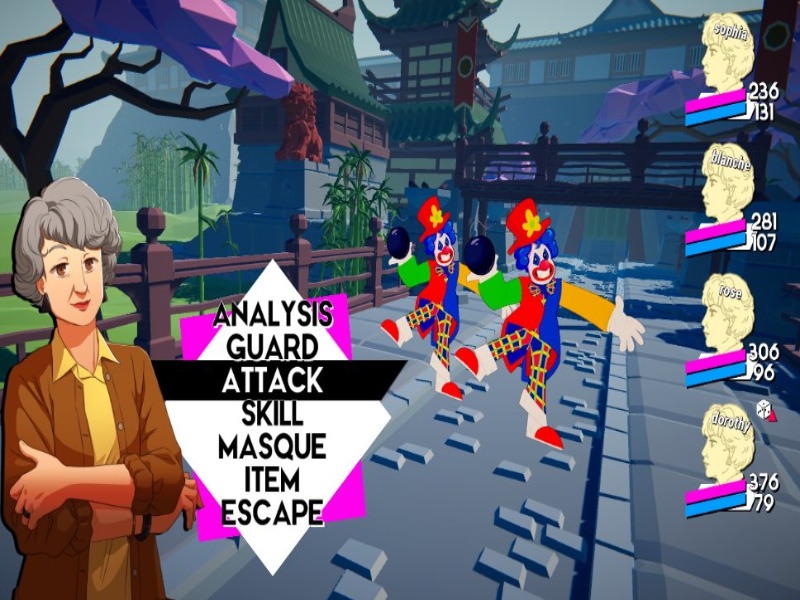 ANALYSIS
GUARD
ATTACK
SKILL
MASQUE
ITEM
ESCAPE
sophia
236
131
blanche
281
107
rose
306
96
dorothy
376
79